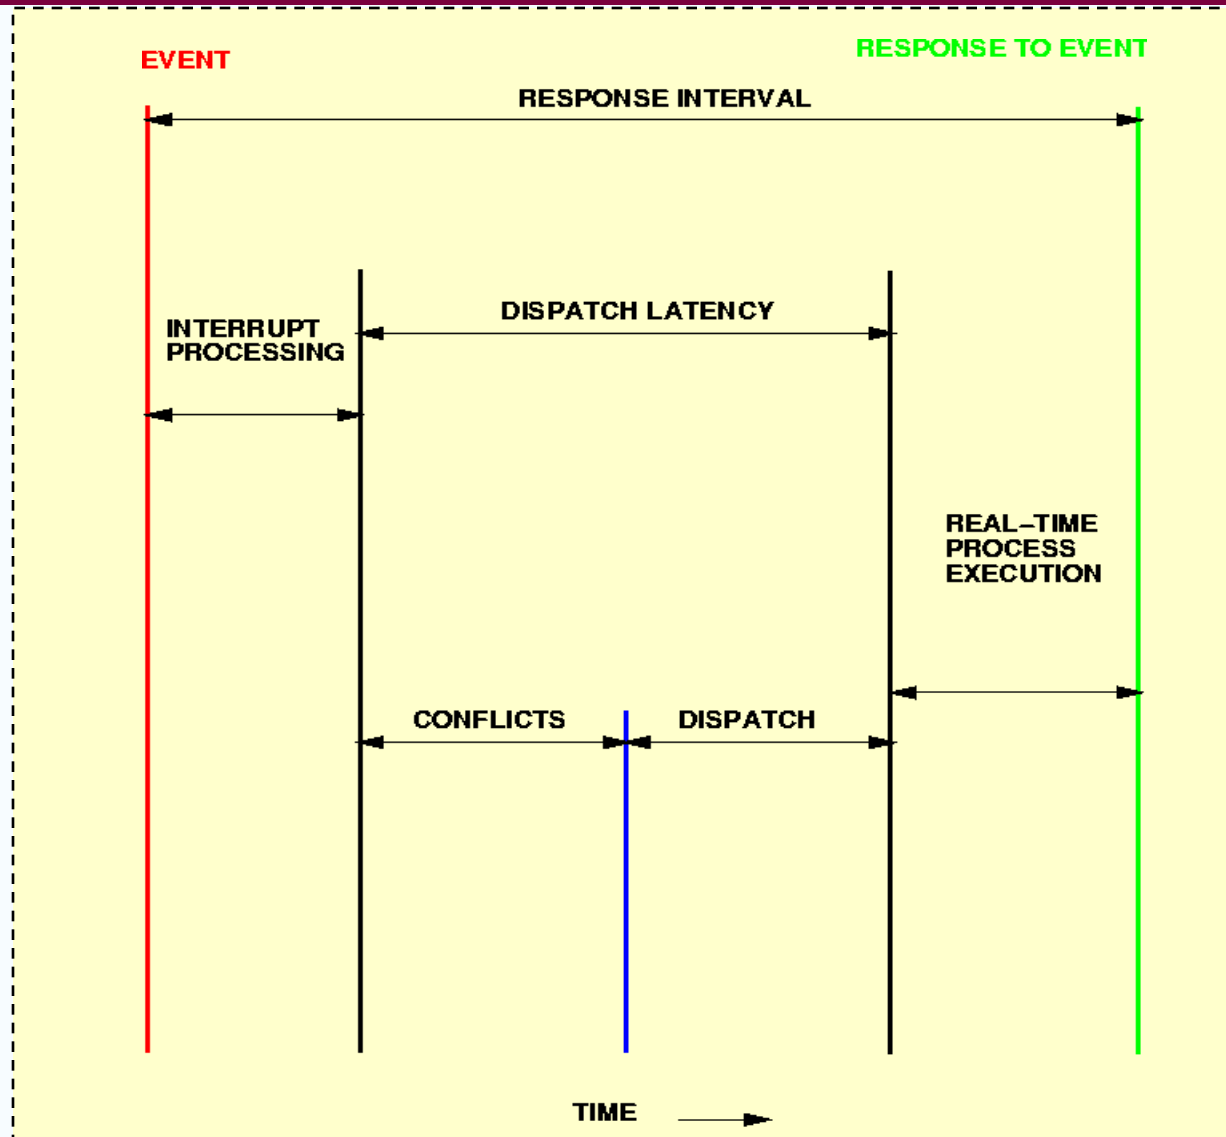 EVENT
RESPONSE TO EVENT
RESPONSE INTERVAL
DISPATCH LATENCY
INTERRUPT
PROCESSING
REAL–TIME
PROCESS
EXECUTION
CONFLICTS
DISPATCH
TIME